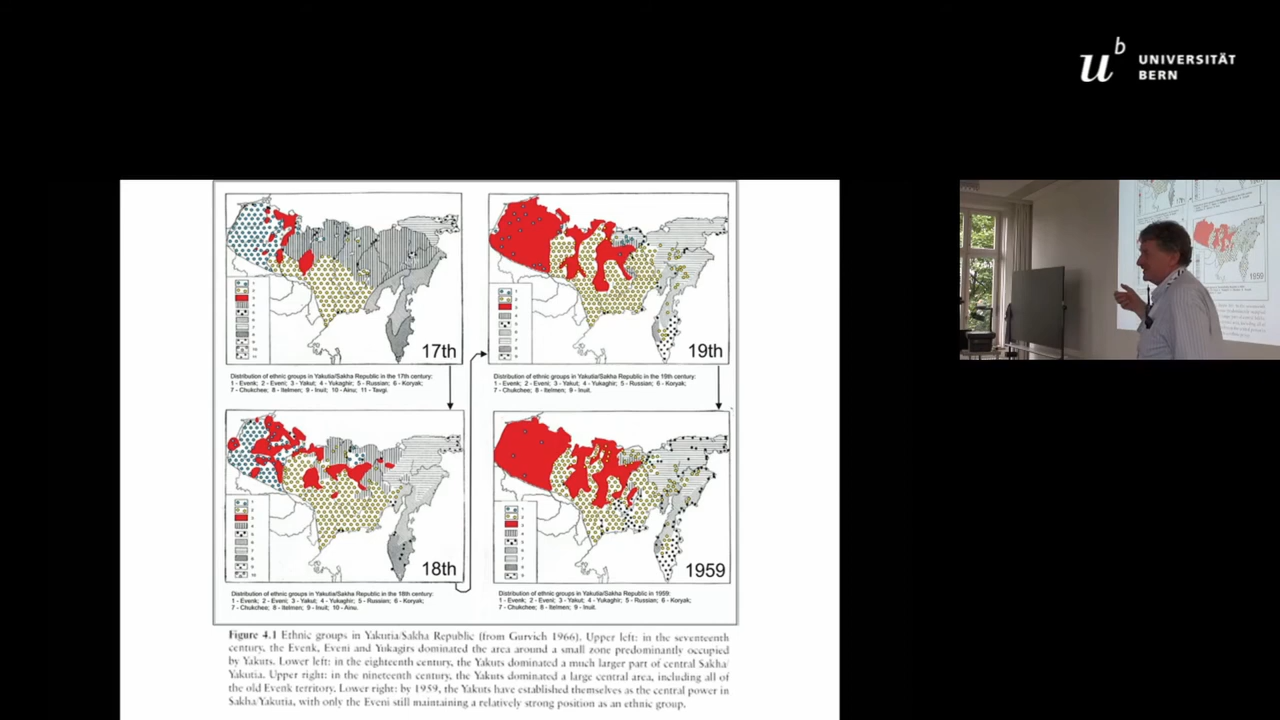 u^b
UNIVERSITÄT
BERN
17th
Distribution of ethnic groups in Yakutia/Sakha Republic in the 17th century:
1 - Evenk; 2 - Eveni; 3 - Yakut; 4 - Yukaghir; 5 - Russian; 6 - Koryak;
7 - Chukchee; 8 - Itelmen; 9 - Inuit; 10 - Ainu; 11 - Tavgi.
19th
Distribution of ethnic groups in Yakutia/Sakha Republic in the 19th century:
1 - Evenk; 2 - Eveni; 3 - Yakut; 4 - Yukaghir; 5 - Russian; 6 - Koryak;
7 - Chukchee; 8 - Itelmen; 9 - Inuit.
18th
Distribution of ethnic groups in Yakutia/Sakha Republic in the 18th century:
1 - Evenk; 2 - Eveni; 3 - Yakut; 4 - Yukaghir; 5 - Russian; 6 - Koryak;
7 - Chukchee; 8 - Itelmen; 9 - Inuit; 10 - Ainu.
1959
Distribution of ethnic groups in Yakutia/Sakha Republic in 1959:
1 - Evenk; 2 - Eveni; 3 - Yakut; 4 - Yukaghir; 5 - Russian; 6 - Koryak;
7 - Chukchee; 8 - Itelmen; 9 - Inuit.
Figure 4.1 Ethnic groups in Yakutia/Sakha Republic (from Gurvich 1966). Upper left: in the seventeenth
century, the Evenk, Eveni and Yukagirs dominated the area around a small zone predominantly occupied
by Yakuts. Lower left: in the eighteenth century, the Yakuts dominated a much larger part of central Sakha/
Yakutia. Upper right: in the nineteenth century, the Yakuts dominated a large central area, including all of
the old Evenk territory. Lower right: by 1959, the Yakuts have established themselves as the central power in
Sakha/Yakutia, with only the Eveni still maintaining a relatively strong position as an ethnic group.
1959